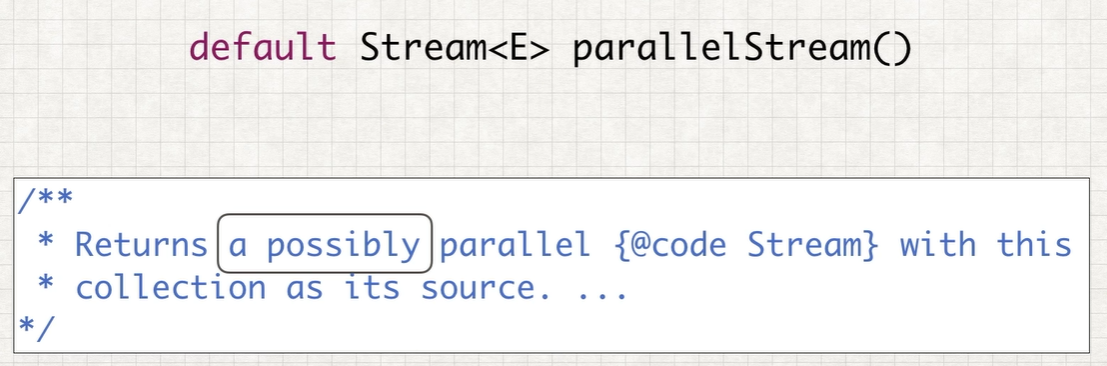 default Stream<E> parallelStream()
/**
 * Returns a possibly parallel {@code Stream} with this
 * collection as its source. ...
*/